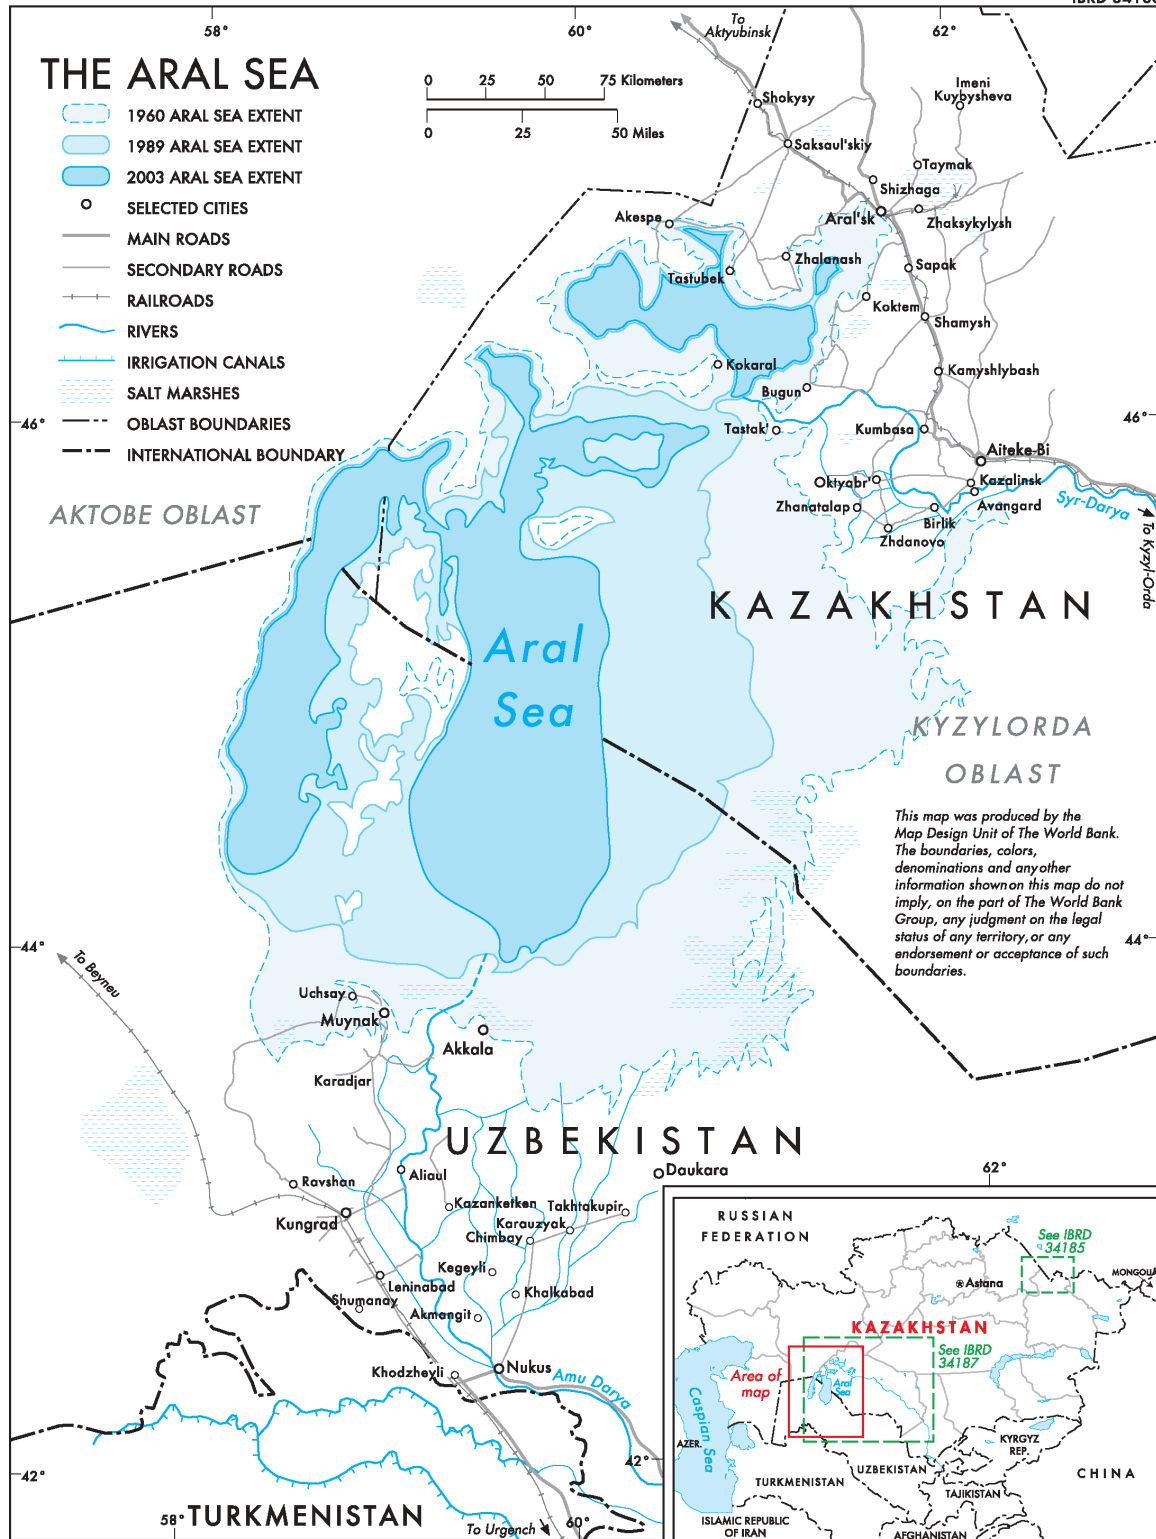 58°
60°
62°
To
Aktyubinsk
THE ARAL SEA
1960 ARAL SEA EXTENT
1989 ARAL SEA EXTENT
2003 ARAL SEA EXTENT
SELECTED CITIES
MAIN ROADS
SECONDARY ROADS
RAILROADS
RIVERS
IRRIGATION CANALS
SALT MARSHES
OBLAST BOUNDARIES
INTERNATIONAL BOUNDARY
0 25 50 75 Kilometers
0 25 50 Miles
Shokysy
Imeni
Kuybysheva
Saksaul'skiy
Taymak
Shizhaga
Akespe
Aral'sk
Zhaksykylysh
Zhalanash
Sapak
Tastubek
Koktem
Shamysh
Kokaral
Kamyshlybash
Bugun
46°
46°
Tastak'
Kumbasa
Aiteke-Bi
Oktyabr'
Kazalinsk
Zhanatalap
Avangard
Birlik
Syr-Darya
Zhdanovo
To Kyzyl-Orda
AKTOBE OBLAST
KAZAKHSTAN
Aral
Sea
KYZYLORDA
OBLAST
This map was produced by the
Map Design Unit of The World Bank.
The boundaries, colors,
denominations and anyother
information shown on this map do not
imply, on the part of The World Bank
Group, any judgment on the legal
status of any territory, or any
endorsement or acceptance of such
boundaries.
44°
44°
To Beyneu
Uchsay
Muynak
Akkala
Karadjar
UZBEKISTAN
Daukara
62°
Aliaul
Ravshan
Kazanketken
Takhtakupir
Kungrad
Karauzyak
Chimbay
Kegeyli
Leninabad
Khalkabad
Shumanay
Akmangit
Khodzheyli
Nukus
Amu Darya
42°
42°
TURKMENISTAN
58°
60°
To Urgench
RUSSIAN
FEDERATION
See IBRD
34185
Astana
MONGOLIA
KAZAKHSTAN
See IBRD
34187
Area of
map
Aral
Sea
Caspian Sea
AZER.
KYRGYZ
REP.
UZBEKISTAN
CHINA
TURKMENISTAN
TAJIKISTAN
ISLAMIC REPUBLIC
OF IRAN
AFGHANISTAN